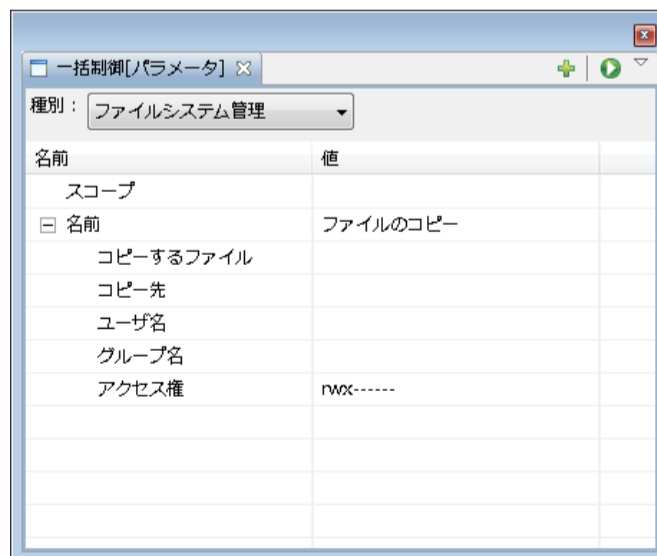 一括制御[パラメータ]
種別： ファイルシステム管理
名前 値
スコープ
名前 ファイルのコピー
コピーするファイル
コピー先
ユーザ名
グループ名
アクセス権 rwx------